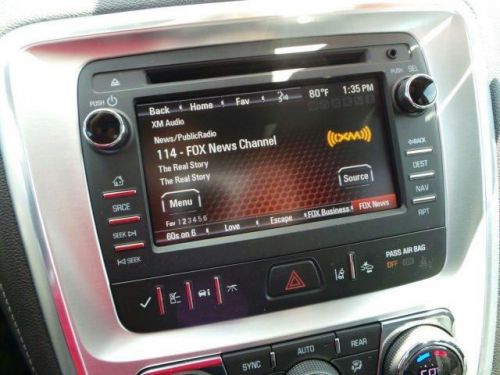 Back Home Fav 80°F 1:35 PM
XM Audio
News/PublicRadio
114 - FOX News Channel
The Real Story
The Real Story
((XM))
Menu
Source
Fav 1 2 3 4 5 6
60s on 6 Love Escape FOX Business FOX News
PUSH
PUSH SEL
SRCE
SEEK
SEEK
BACK
DEST
NAV
RPT
PASS AIR BAG
OFF
SYNC AUTO REAR